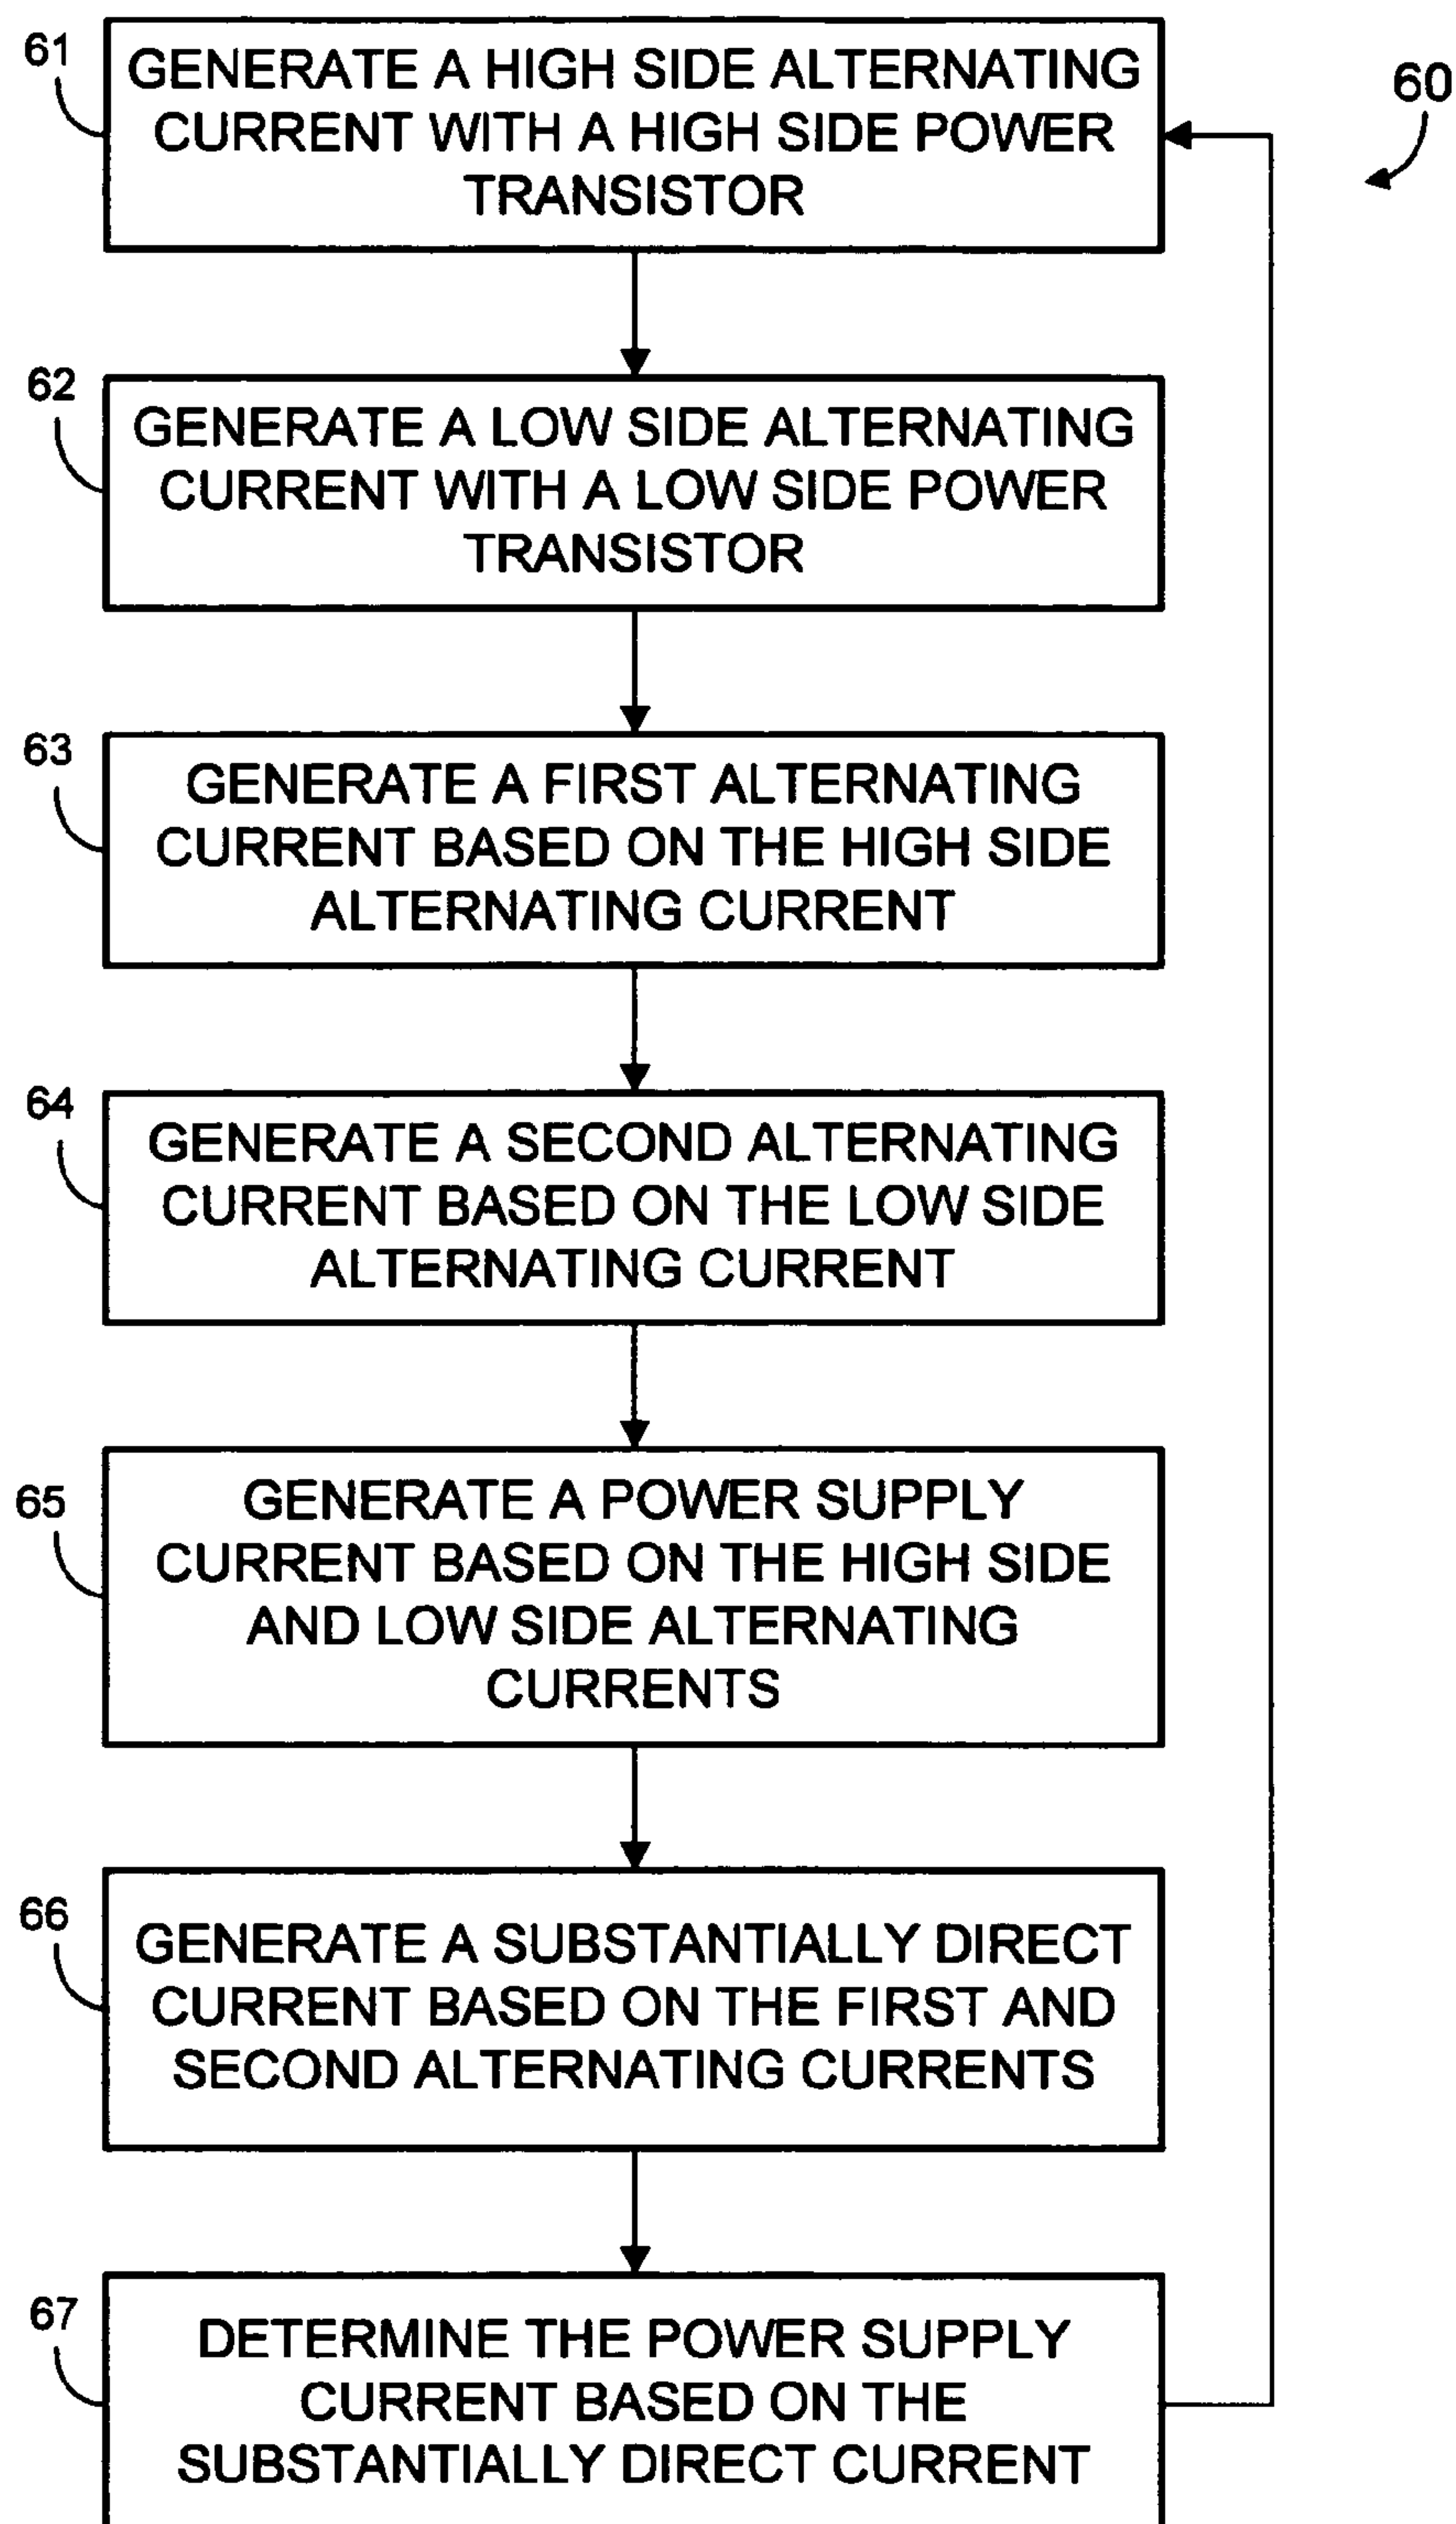 61
GENERATE A HIGH SIDE ALTERNATING
CURRENT WITH A HIGH SIDE POWER
TRANSISTOR
60
62
GENERATE A LOW SIDE ALTERNATING
CURRENT WITH A LOW SIDE POWER
TRANSISTOR
63
GENERATE A FIRST ALTERNATING
CURRENT BASED ON THE HIGH SIDE
ALTERNATING CURRENT
64
GENERATE A SECOND ALTERNATING
CURRENT BASED ON THE LOW SIDE
ALTERNATING CURRENT
65
GENERATE A POWER SUPPLY
CURRENT BASED ON THE HIGH SIDE
AND LOW SIDE ALTERNATING
CURRENTS
66
GENERATE A SUBSTANTIALLY DIRECT
CURRENT BASED ON THE FIRST AND
SECOND ALTERNATING CURRENTS
67
DETERMINE THE POWER SUPPLY
CURRENT BASED ON THE
SUBSTANTIALLY DIRECT CURRENT